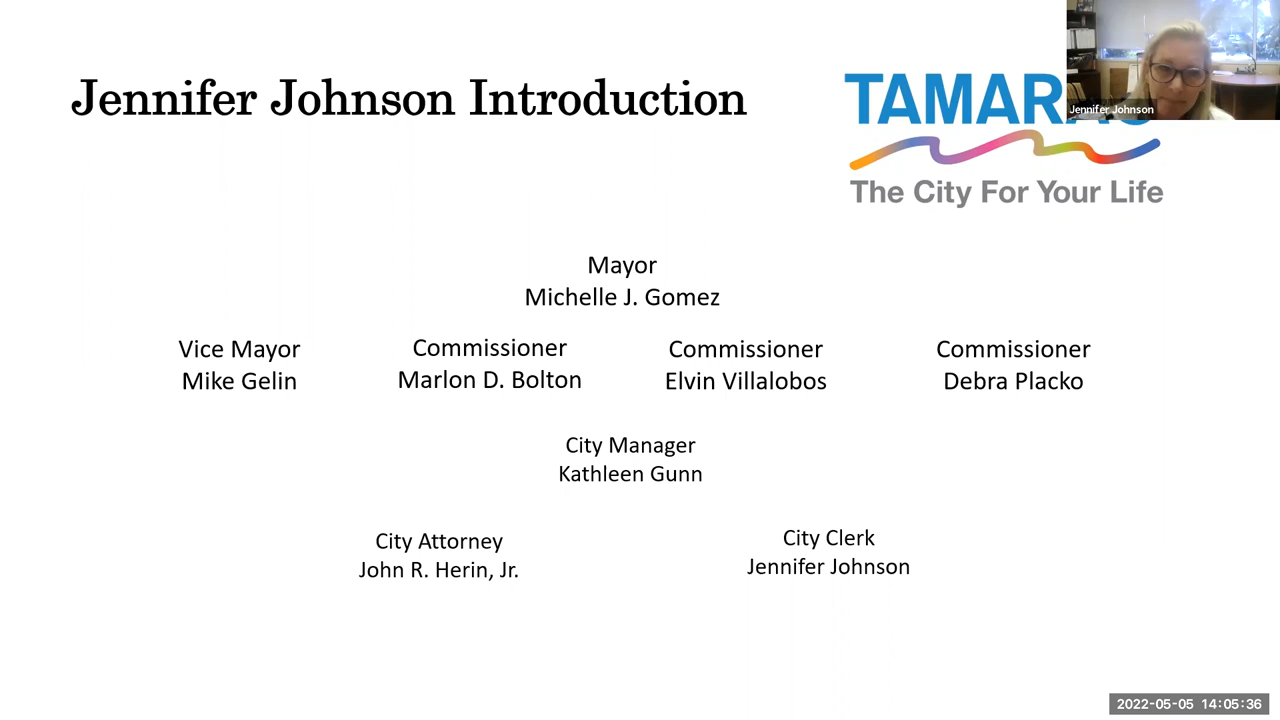 Jennifer Johnson Introduction
Jennifer Johnson
The City For Your Life
Mayor
Michelle J. Gomez
Vice Mayor
Mike Gelin
Commissioner
Marlon D. Bolton
Commissioner
Elvin Villalobos
Commissioner
Debra Placko
City Manager
Kathleen Gunn
City Attorney
John R. Herin, Jr.
City Clerk
Jennifer Johnson
2022-05-05 14:05:36